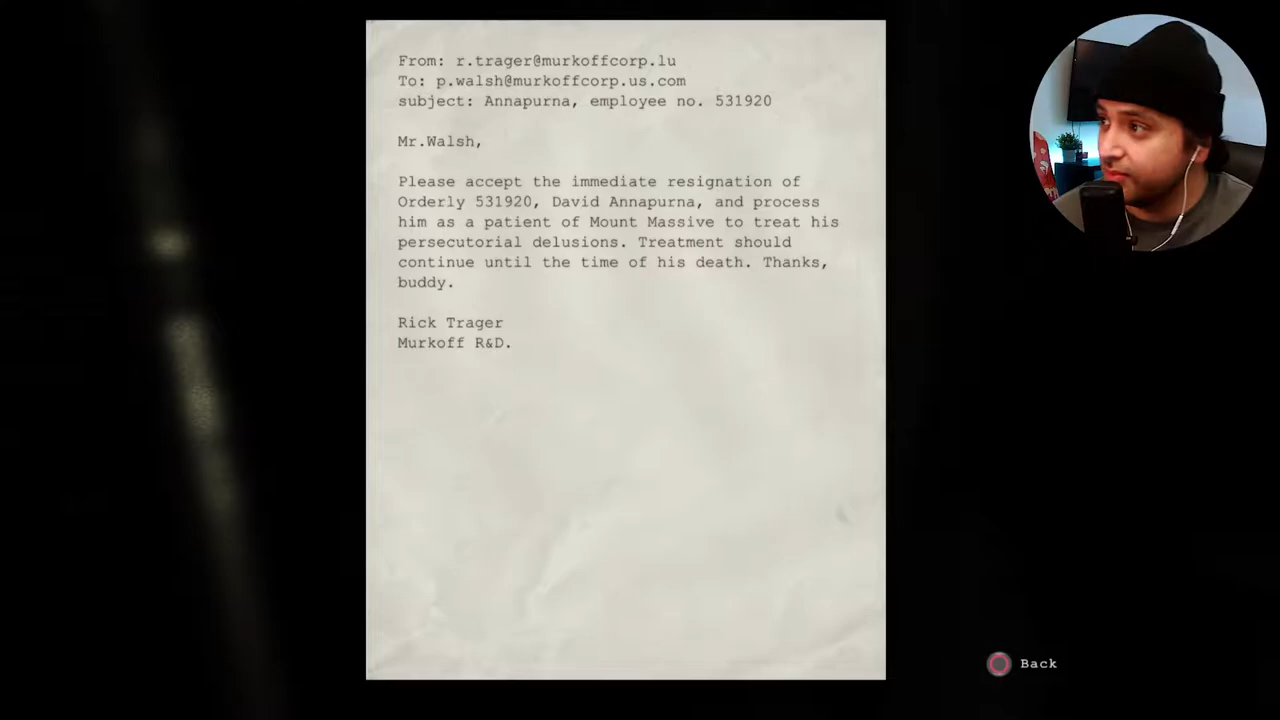 From: r.trager@murkoffcorp.lu
To: p.walsh@murkoffcorp.us.com
subject: Annapurna, employee no. 531920
Mr.Walsh,
Please accept the immediate resignation of
Orderly 531920, David Annapurna, and process
him as a patient of Mount Massive to treat his
persecutorial delusions. Treatment should
continue until the time of his death. Thanks,
buddy.
Rick Trager
Murkoff R&D.
Back